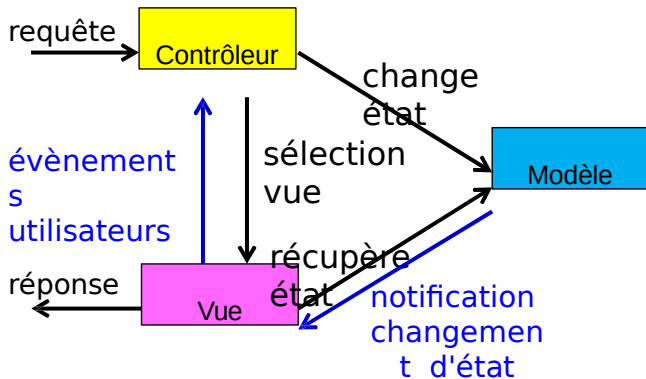 requête
Contrôleur
change
état
évènement
s
utilisateurs
sélection
vue
Modèle
réponse
Vue
récupère
état
notification
changemen
t d'état